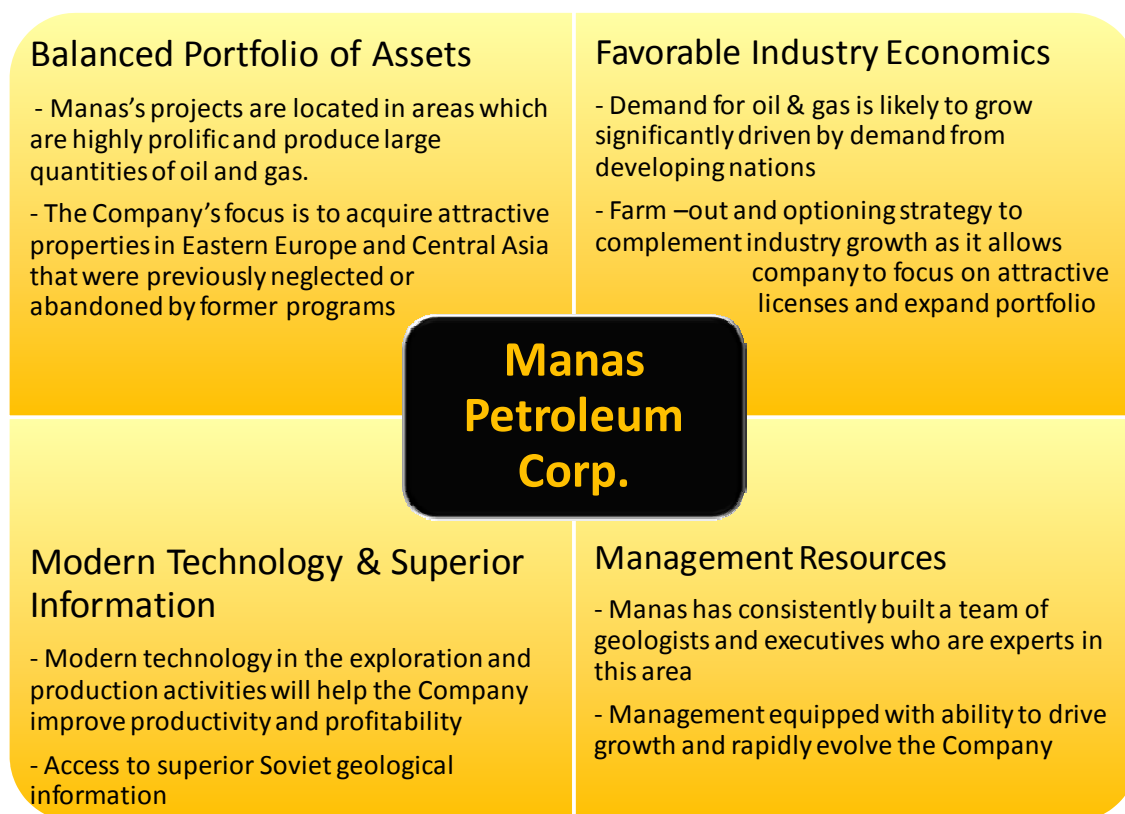 Balanced Portfolio of Assets
- Manas's projects are located in areas which
are highly prolific and produce large
quantities of oil and gas.
- The Company's focus is to acquire attractive
properties in Eastern Europe and Central Asia
that were previously neglected or
abandoned by former programs
Favorable Industry Economics
- Demand for oil & gas is likely to grow
significantly driven by demand from
developing nations
- Farm –out and optioning strategy to
complement industry growth as it allows
company to focus on attractive
licenses and expand portfolio
Manas
Petroleum
Corp.
Modern Technology & Superior
Information
- Modern technology in the exploration and
production activities will help the Company
improve productivity and profitability
- Access to superior Soviet geological
information
Management Resources
- Manas has consistently built a team of
geologists and executives who are experts in
this area
- Management equipped with ability to drive
growth and rapidly evolve the Company